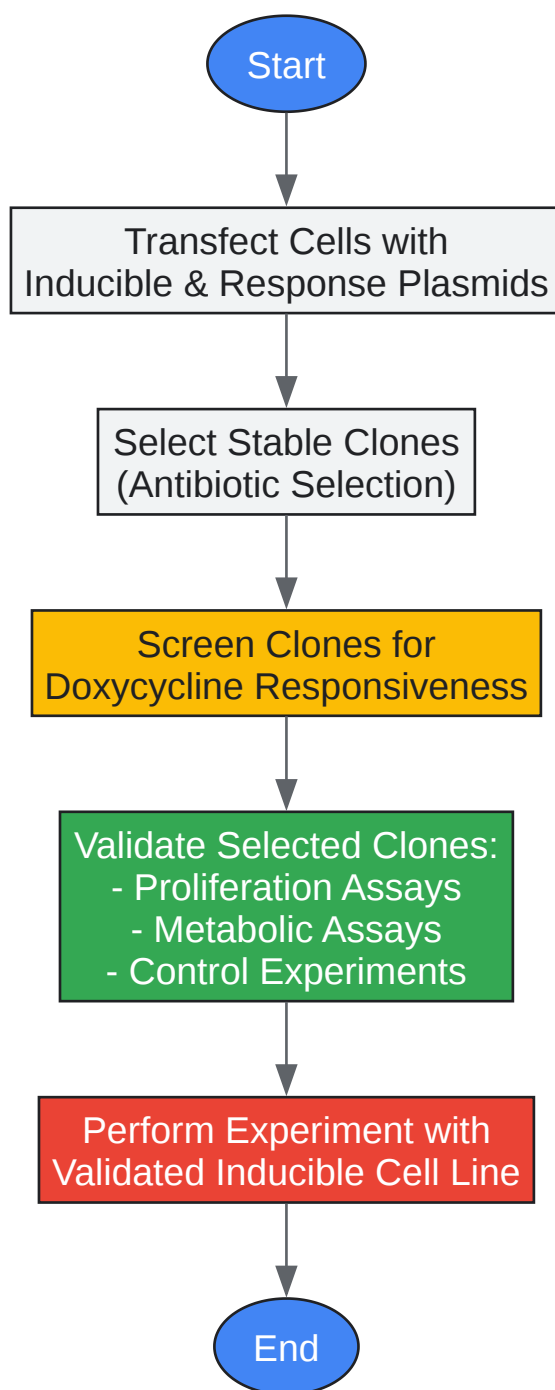 Start
Transfect Cells with
Inducible & Response Plasmids
Select Stable Clones
(Antibiotic Selection)
Screen Clones for
Doxycycline Responsiveness
Validate Selected Clones:
- Proliferation Assays
- Metabolic Assays
- Control Experiments
Perform Experiment with
Validated Inducible Cell Line
End